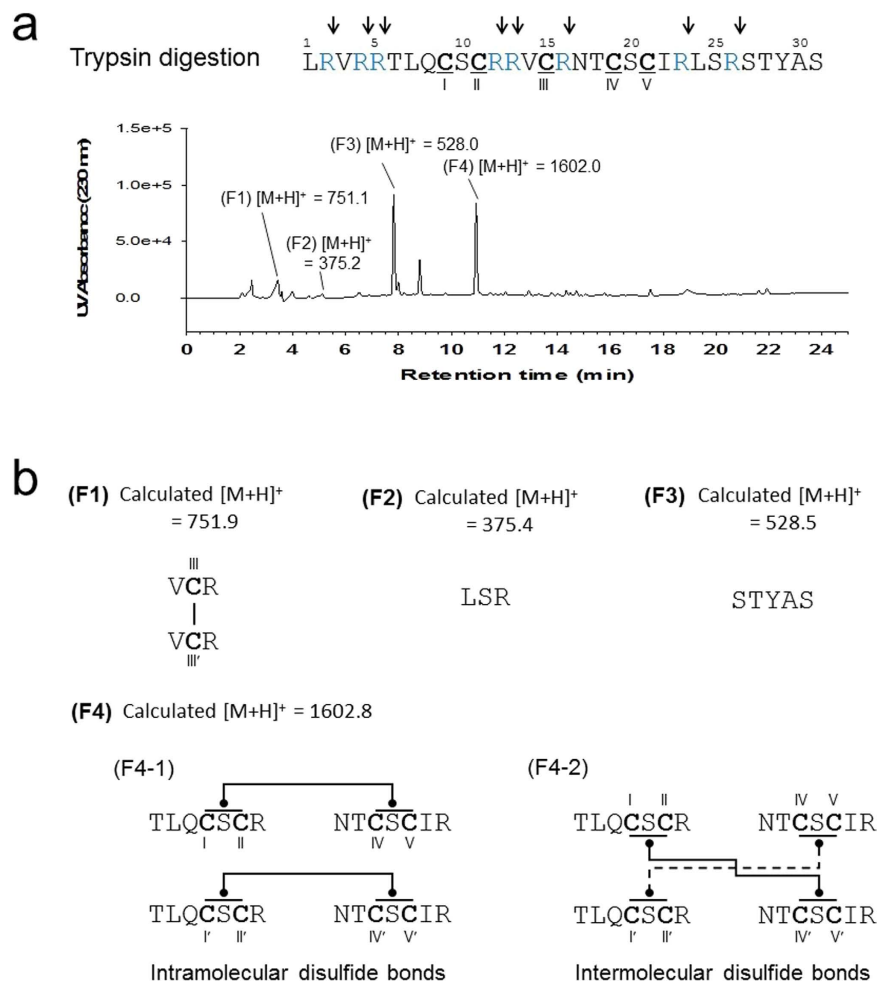 a
Trypsin digestion
1 5 10 15 20 25 30
LRVRRTLQCSCRRVCRNTCSCIRLSRSTYAS
I II III IV V
UV Absorbance (230 nm)
1.5e+5
1.0e+5
5.0e+4
0.0
(F1) [M+H]+ = 751.1
(F2) [M+H]+
= 375.2
(F3) [M+H]+ = 528.0
(F4) [M+H]+ = 1602.0
0 2 4 6 8 10 12 14 16 18 20 22 24
Retention time (min)
b
(F1) Calculated [M+H]+
= 751.9
III
VCR
VCR
III′
(F2) Calculated [M+H]+
= 375.4
LSR
(F3) Calculated [M+H]+
= 528.5
STYAS
(F4) Calculated [M+H]+ = 1602.8
(F4-1)
TLQCSCR NTCSCIR
I II IV V
TLQCSCR NTCSCIR
I′ II′ IV′ V′
Intramolecular disulfide bonds
(F4-2)
I II IV V
TLQCSCR NTCSCIR
TLQCSCR NTCSCIR
I′ II′ IV′ V′
Intermolecular disulfide bonds